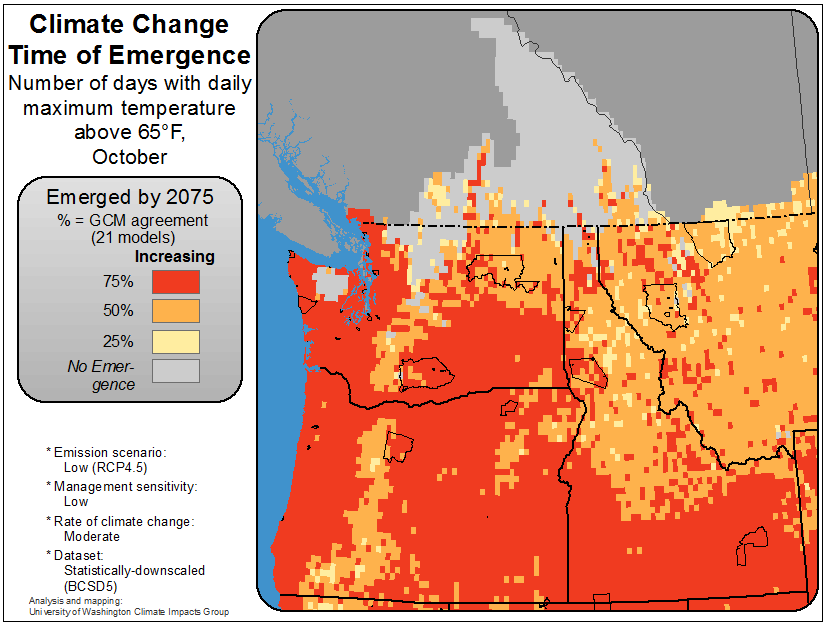 Climate Change
Time of Emergence
Number of days with daily
maximum temperature
above 65°F,
October
Emerged by 2075
% = GCM agreement
(21 models)
Increasing
75%
50%
25%
No Emer-
gence
* Emission scenario:
Low (RCP4.5)
* Management sensitivity:
Low
* Rate of climate change:
Moderate
* Dataset:
Statistically-downscaled
(BCSD5)
Analysis and mapping:
University of Washington Climate Impacts Group